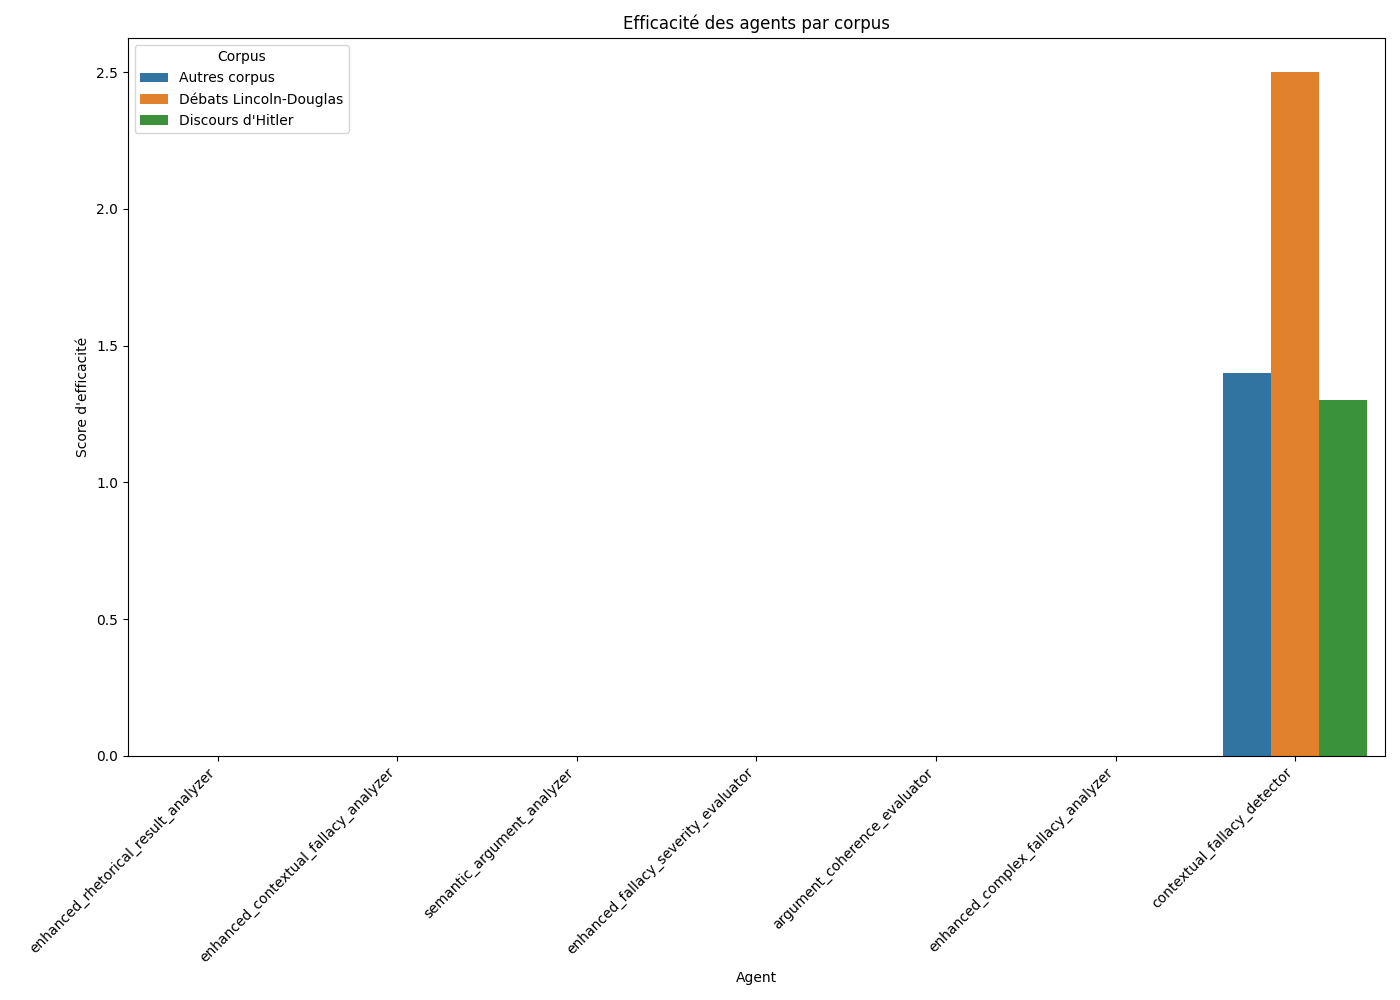 Efficacité des agents par corpus
Corpus
Autres corpus
Débats Lincoln-Douglas
Discours d'Hitler
Score d'efficacité
2.5
2.0
1.5
1.0
0.5
0.0
enhanced_rhetorical_result_analyzer
enhanced_contextual_fallacy_analyzer
semantic_argument_analyzer
enhanced_fallacy_severity_evaluator
argument_coherence_evaluator
enhanced_complex_fallacy_analyzer
contextual_fallacy_detector
Agent